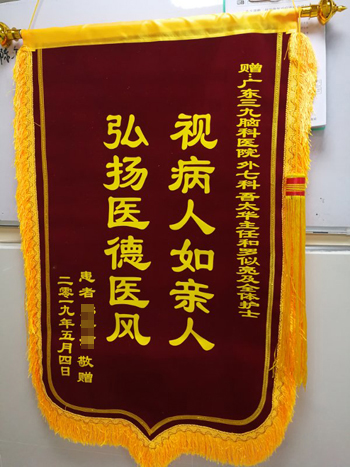 赠:广东三九脑科医院外七科吾太华主任和罗似亮及全体护士
视病人如亲人
弘扬医德医风
患者 敬赠
二零一九年五月四日